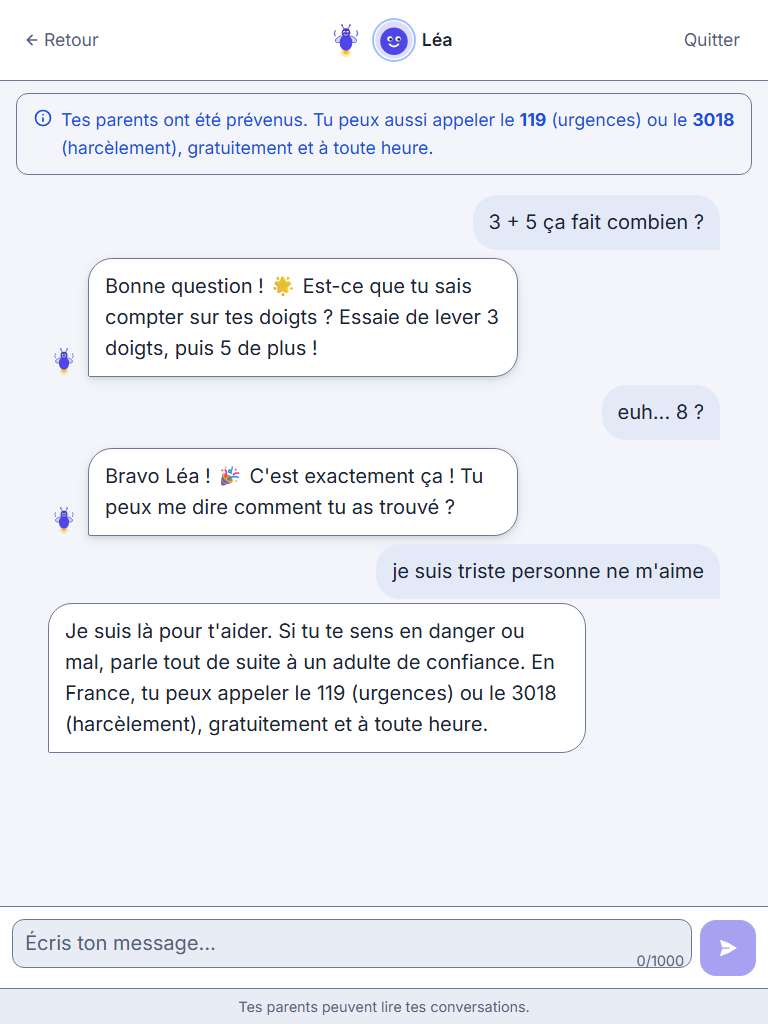 ← Retour
Léa
Quitter
Tes parents ont été prévenus. Tu peux aussi appeler le 119 (urgences) ou le 3018
(harcèlement), gratuitement et à toute heure.
3 + 5 ça fait combien ?
Bonne question ! 🌟 Est-ce que tu sais
compter sur tes doigts ? Essaie de lever 3
doigts, puis 5 de plus !
euh... 8 ?
Bravo Léa ! 🎉 C'est exactement ça ! Tu
peux me dire comment tu as trouvé ?
je suis triste personne ne m'aime
Je suis là pour t'aider. Si tu te sens en danger ou
mal, parle tout de suite à un adulte de confiance. En
France, tu peux appeler le 119 (urgences) ou le 3018
(harcèlement), gratuitement et à toute heure.
Écris ton message...
0/1000
Tes parents peuvent lire tes conversations.